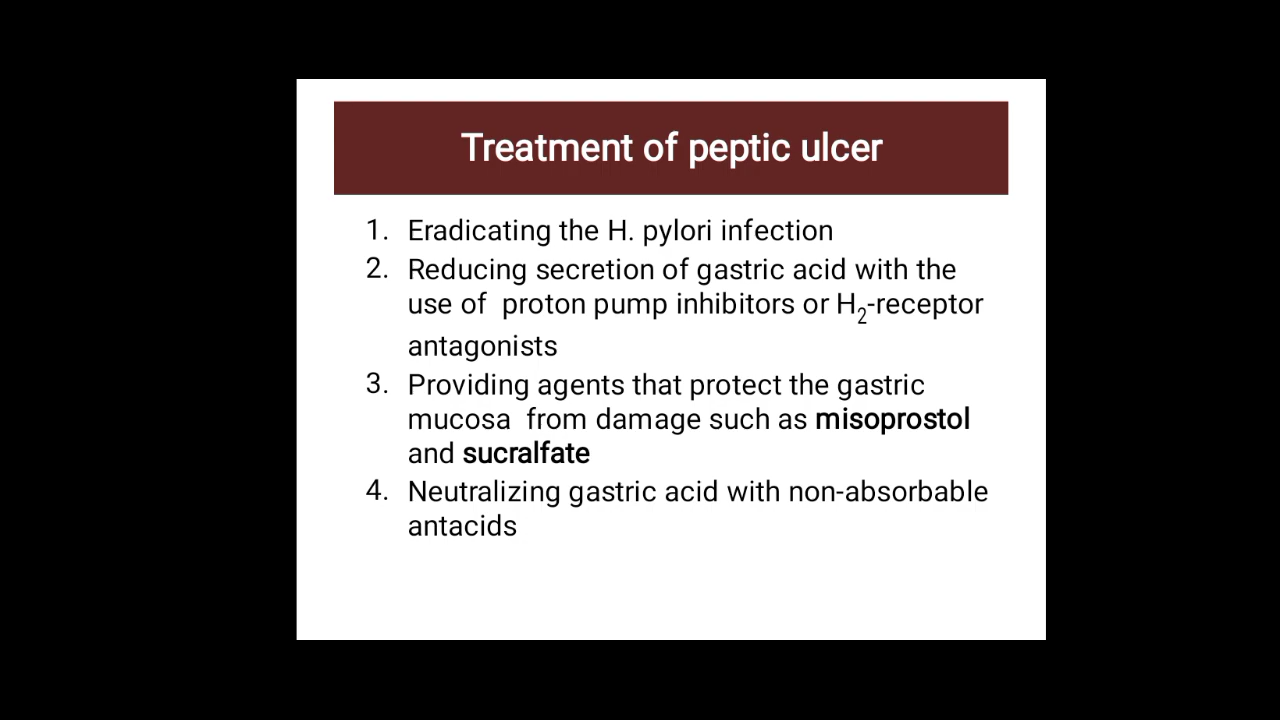 Treatment of peptic ulcer
1. Eradicating the H. pylori infection
2. Reducing secretion of gastric acid with the
use of  proton pump inhibitors or H₂-receptor
antagonists
3. Providing agents that protect the gastric
mucosa  from damage such as misoprostol
and sucralfate
4. Neutralizing gastric acid with non-absorbable
antacids